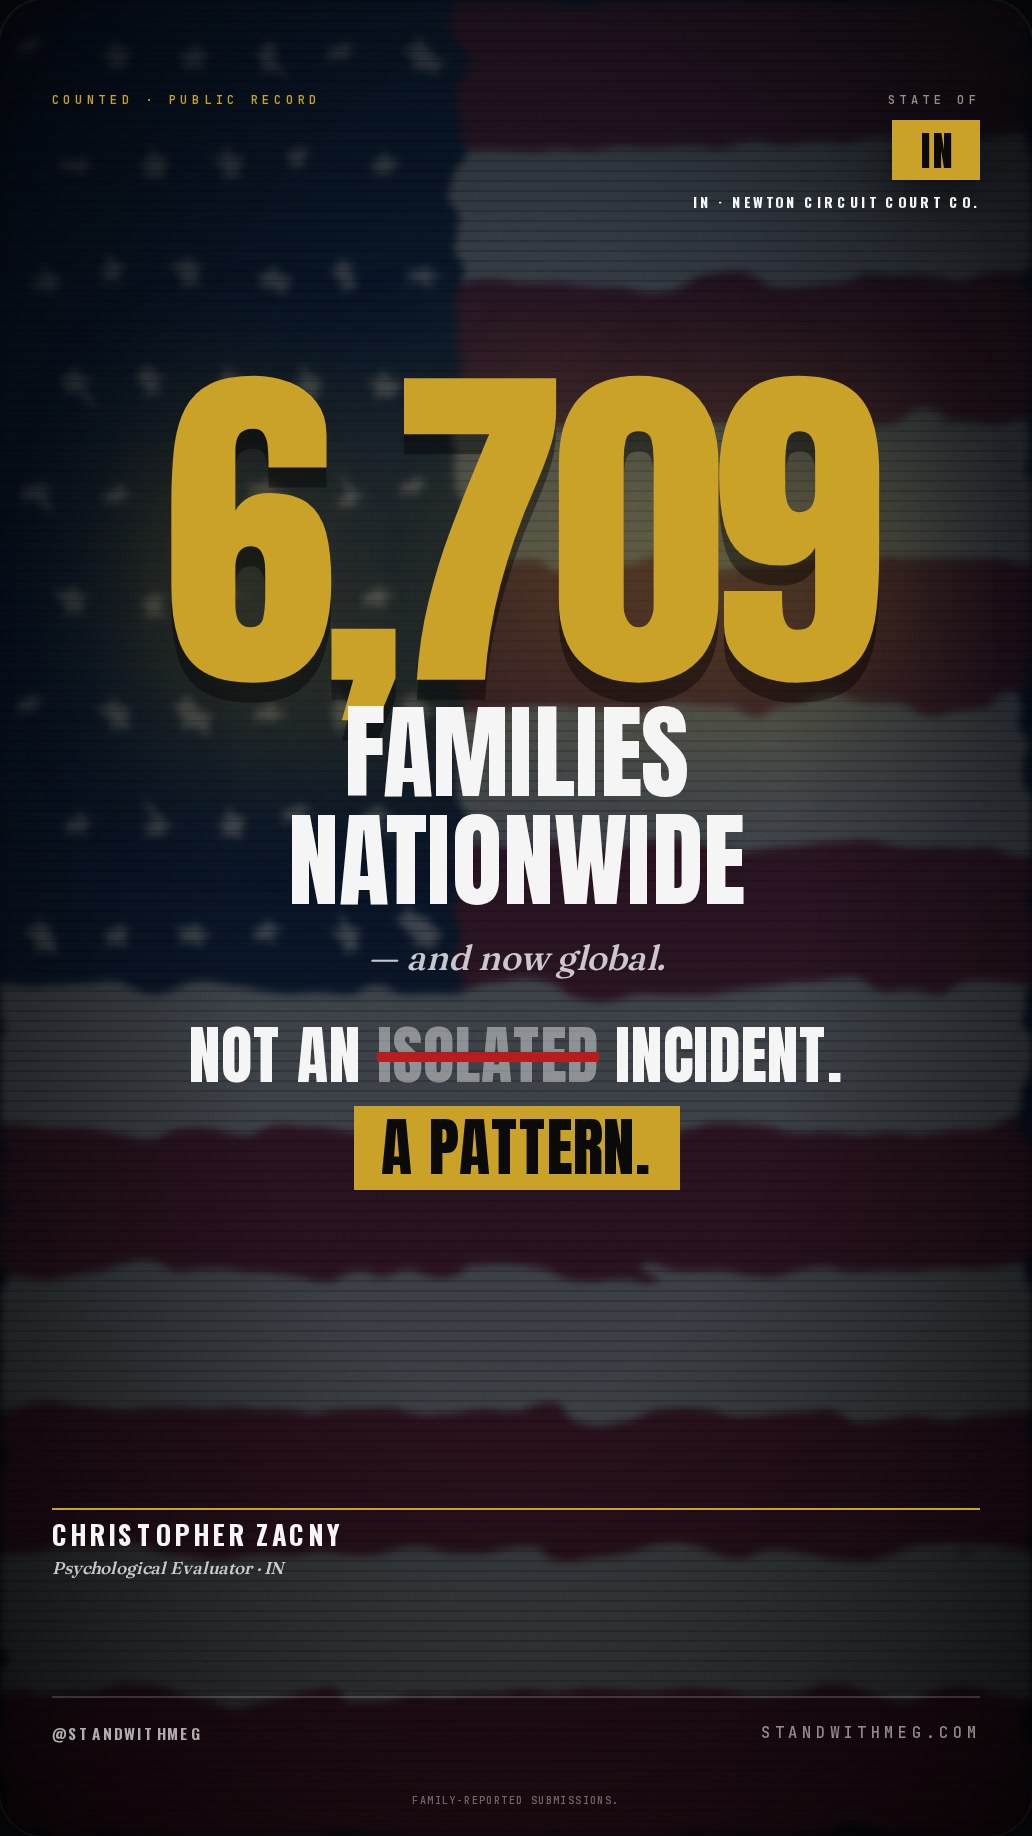 COUNTED · PUBLIC RECORD
STATE OF
IN
IN · NEWTON CIRCUIT COURT CO.
6,709
FAMILIES
NATIONWIDE
— and now global.
NOT AN ISOLATED INCIDENT.
A PATTERN.
CHRISTOPHER ZACNY
Psychological Evaluator · IN
@STANDWITHMEG
STANDWITHMEG.COM
FAMILY-REPORTED SUBMISSIONS.